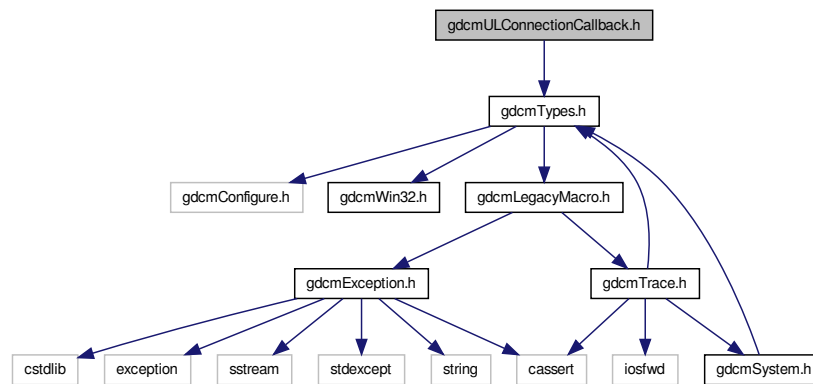 gdcmULConnectionCallback.h
gdcmTypes.h
gdcmConfigure.h
gdcmWin32.h
gdcmLegacyMacro.h
gdcmException.h
gdcmTrace.h
cstdlib
exception
sstream
stdexcept
string
cassert
iosfwd
gdcmSystem.h